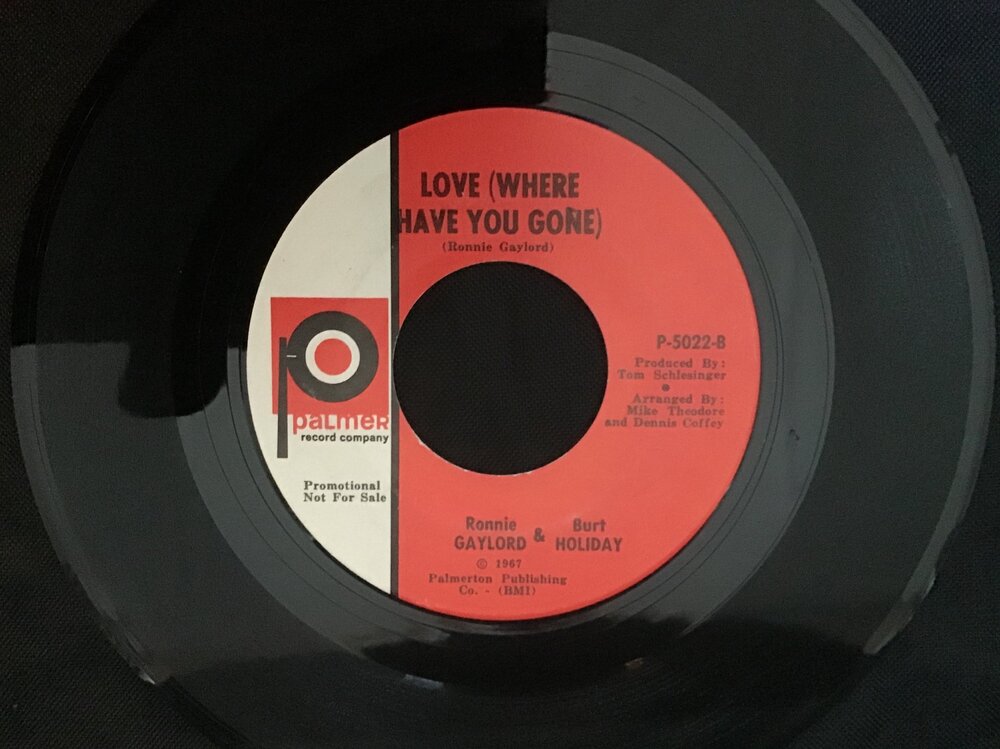 LOVE (WHERE
HAVE YOU GONE)
(Ronnie Gaylord)
P-5022-B
Produced By:
Tom Schlesinger
Arranged By:
Mike Theodore
and Dennis Coffey
palmer
record company
Promotional
Not For Sale
Ronnie GAYLORD & Burt HOLIDAY
© 1967
Palmerton Publishing
Co. - (BMI)